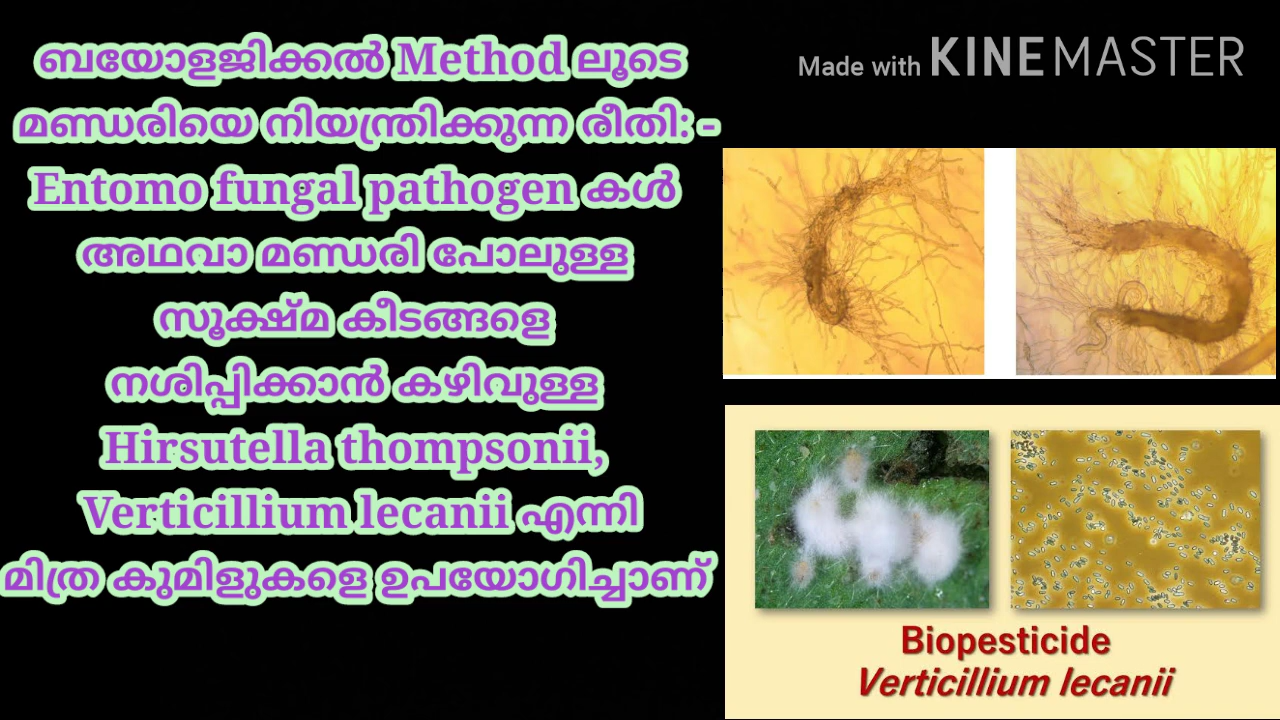 ബയോളജിക്കൽ Method ലൂടെ
മണ്ഡരിയെ നിയന്ത്രിക്കുന്ന രീതി: -
Entomo fungal pathogen കൾ
അഥവാ മണ്ഡരി പോലുള്ള
സൂക്ഷ്മ കീടങ്ങളെ
നശിപ്പിക്കാൻ കഴിവുള്ള
Hirsutella thompsonii,
Verticillium lecanii എന്നി
മിത്ര കുമിളുകളെ ഉപയോഗിച്ചാണ്
Made with KINEMASTER
Biopesticide
Verticillium lecanii